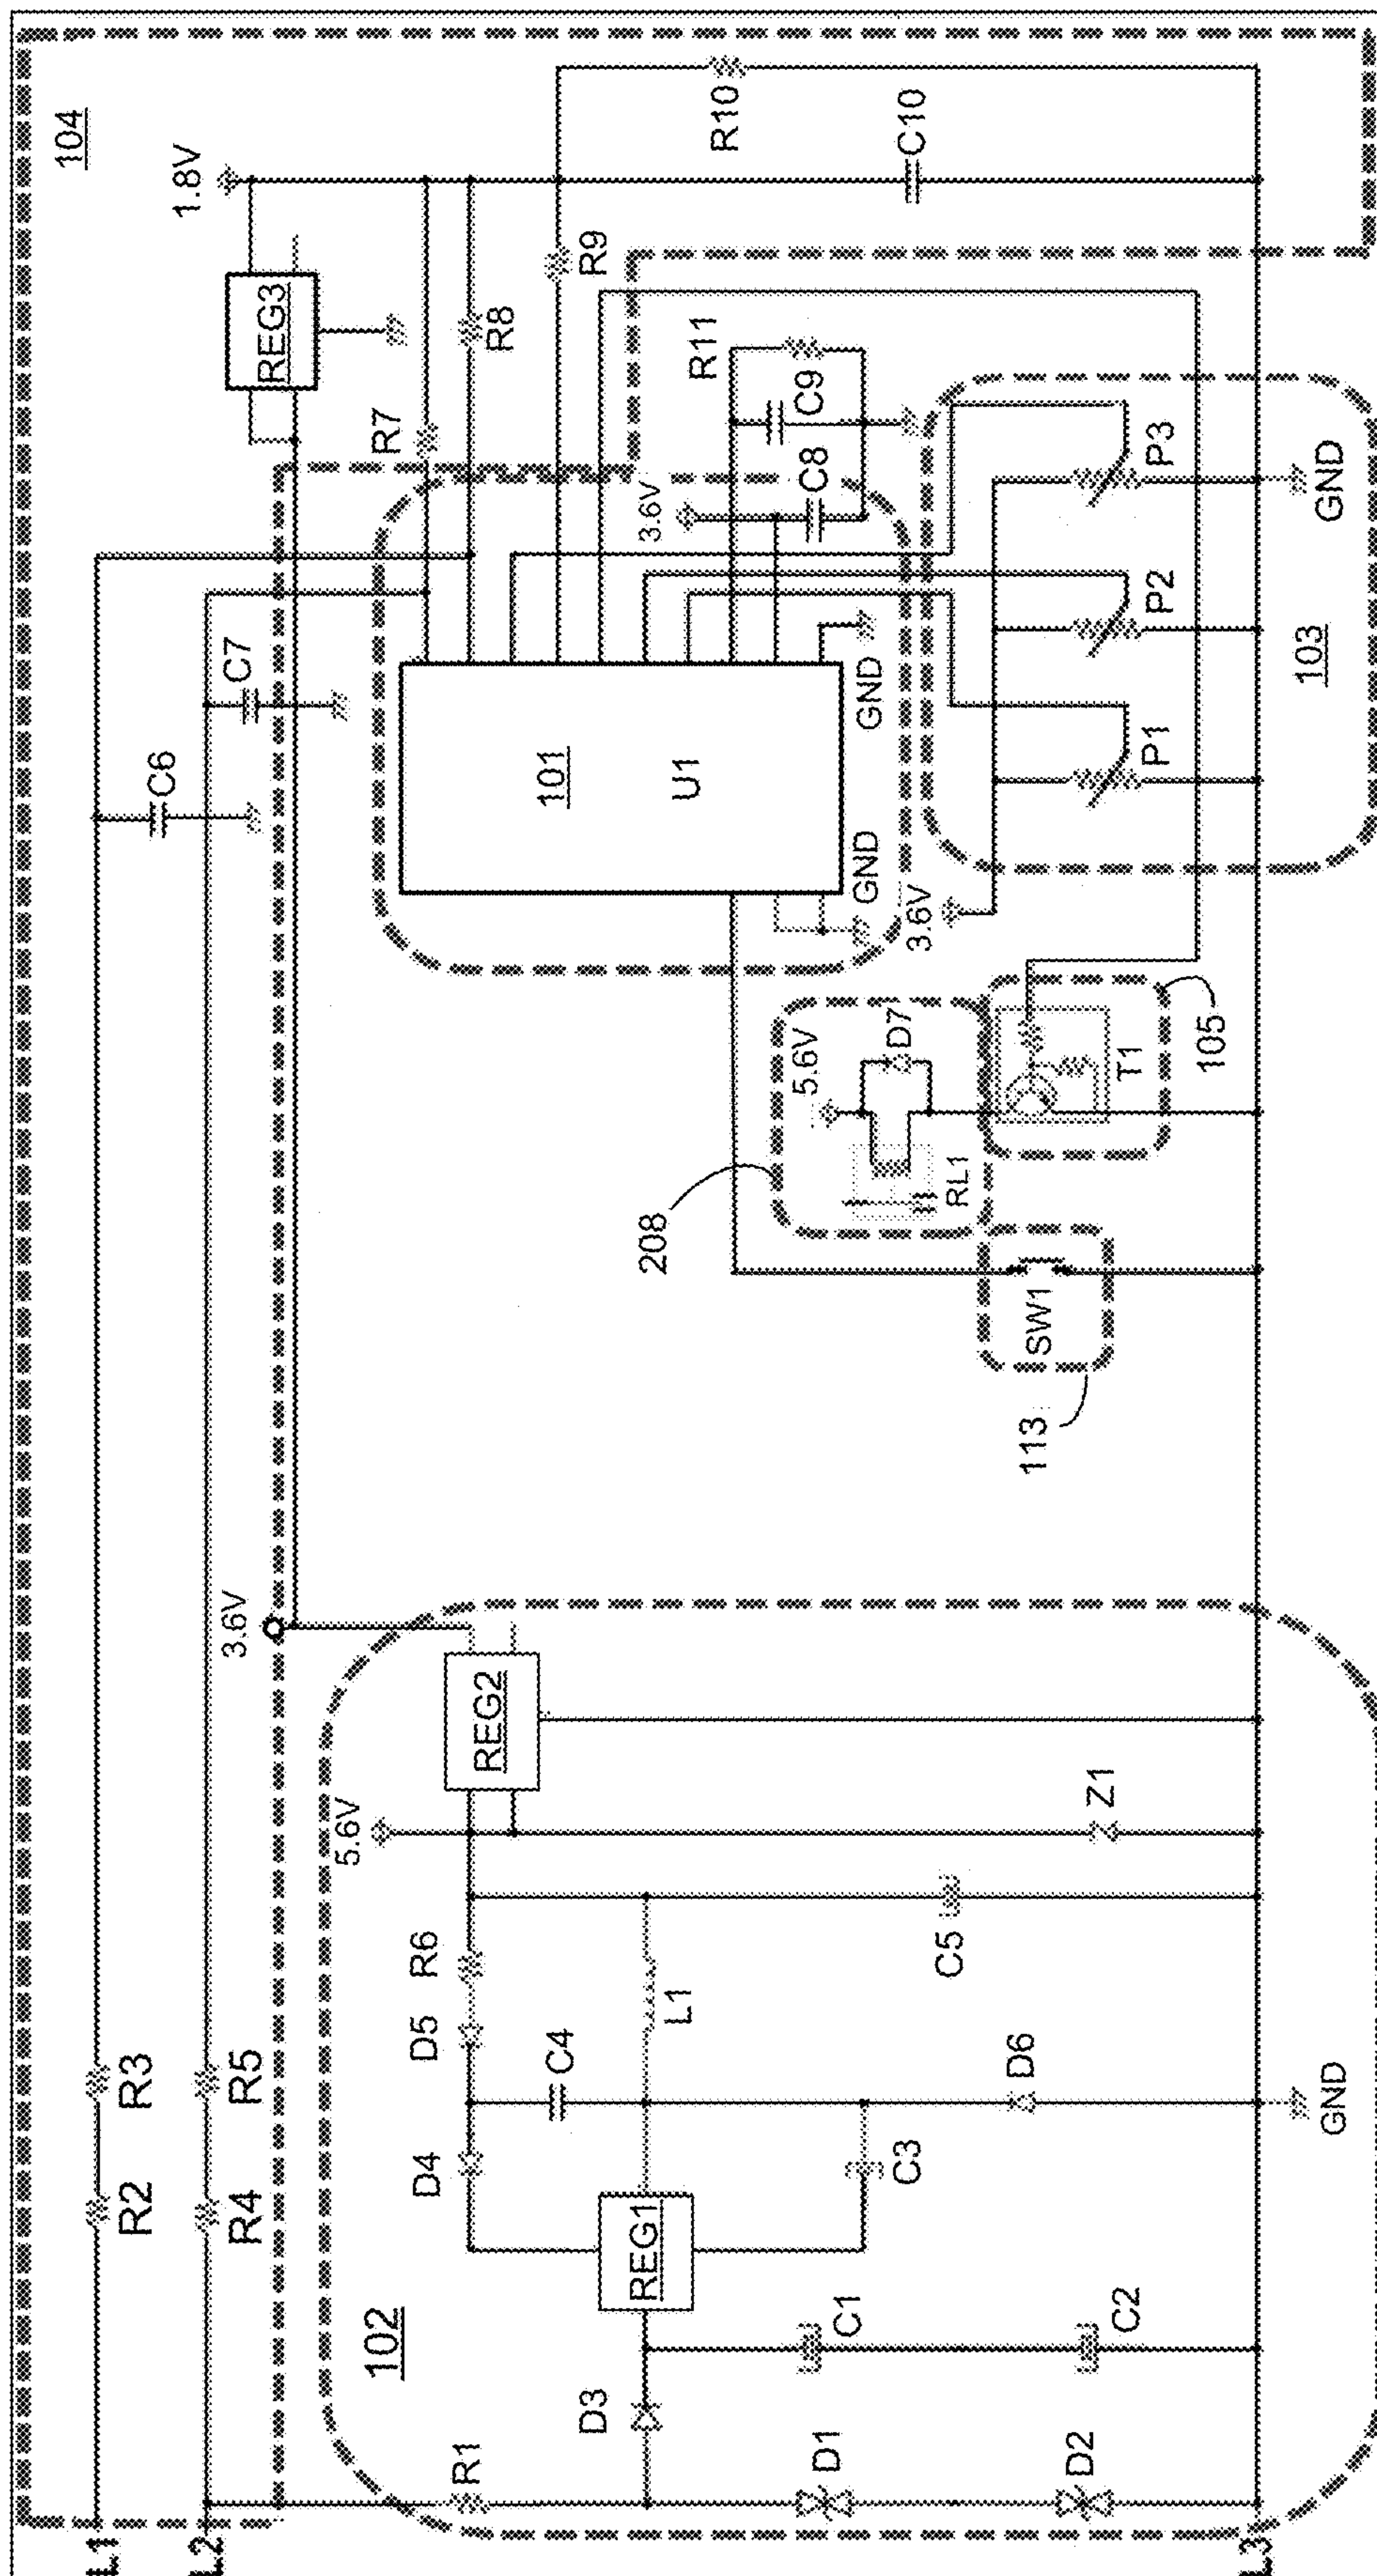 104
1.8V
REG3
R10
C10
R9
R8
R7
R11
C9
C8
3.6V
C7
C6
101
U1
GND
GND
P3
P2
P1
GND
103
3.6V
5.6V
D7
RL1
208
T1
105
SW1
113
3.6V
REG2
5.6V
Z1
R3
R2
R5
R4
R6
D5
D4
C4
L1
C5
D6
C3
GND
REG1
102
C1
C2
D3
R1
D1
D2
L1
L2
L3